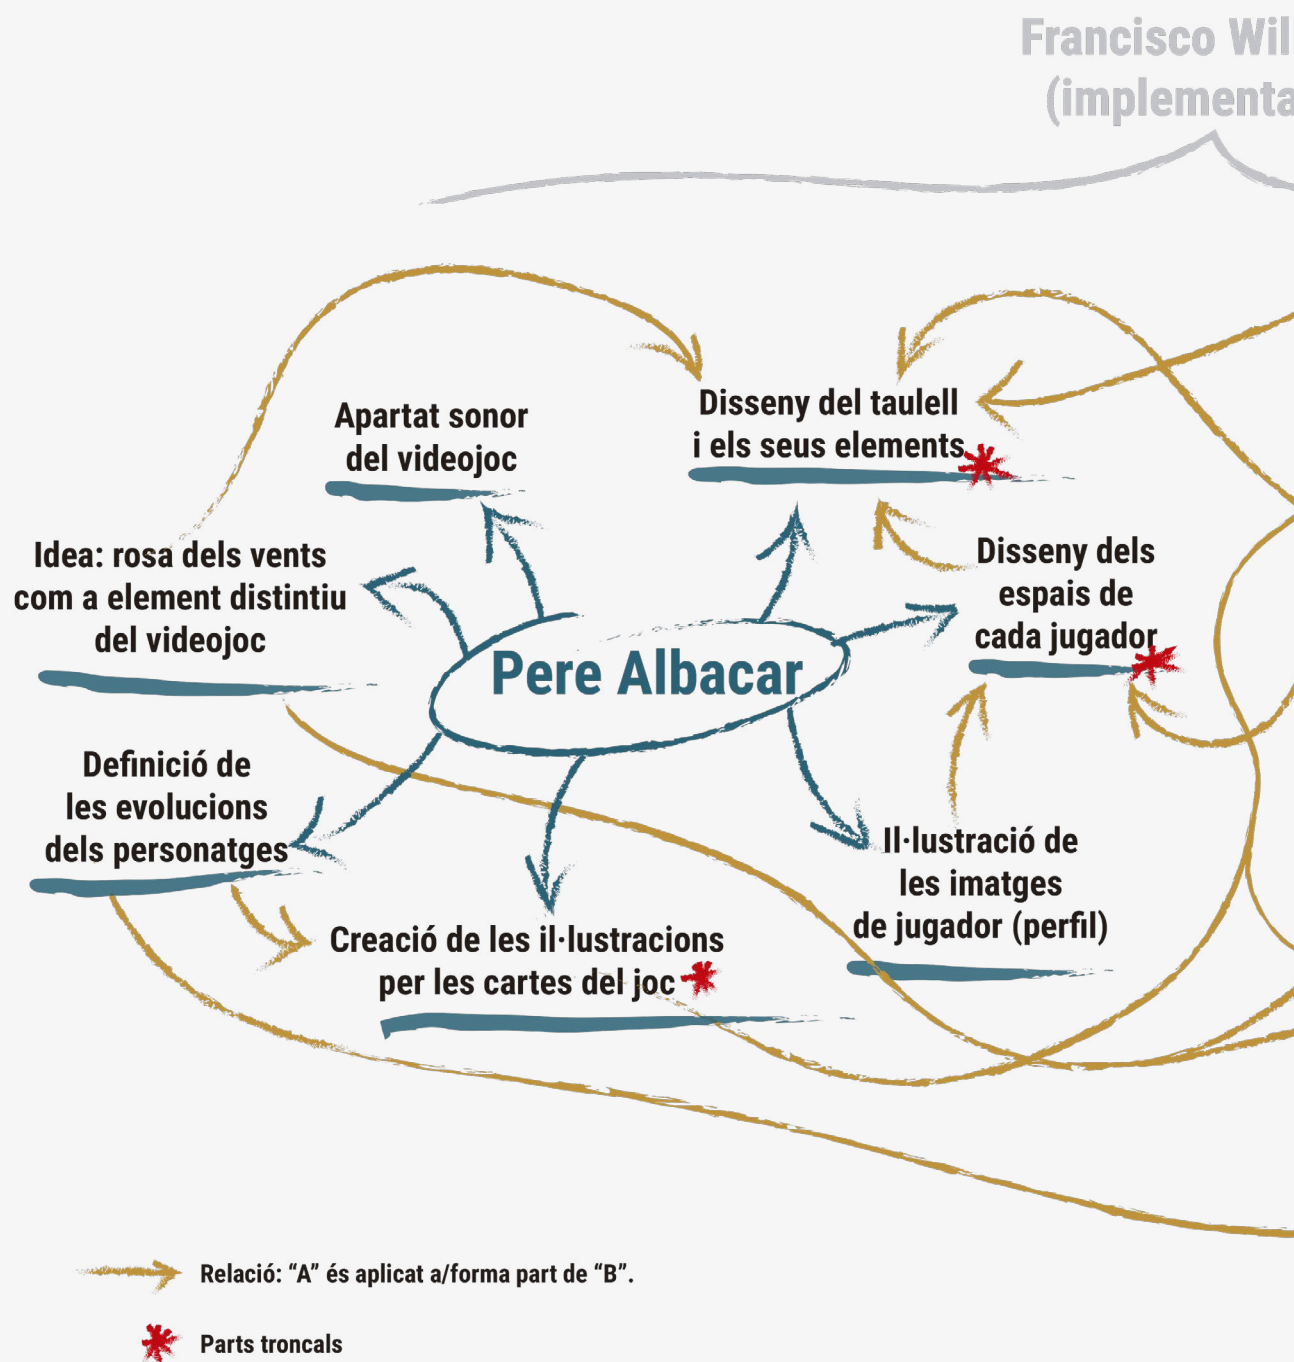 Francisco Wil
(implementa
Apartat sonor
del videojoc
Disseny del taulell
i els seus elements
Idea: rosa dels vents
com a element distintiu
del videojoc
Disseny dels
espais de
cada jugador
Pere Albacar
Definició de
les evolucions
dels personatges
Il·lustració de
les imatges
de jugador (perfil)
Creació de les il·lustracions
per les cartes del joc
Relació: “A” és aplicat a/forma part de “B”.
Parts troncals